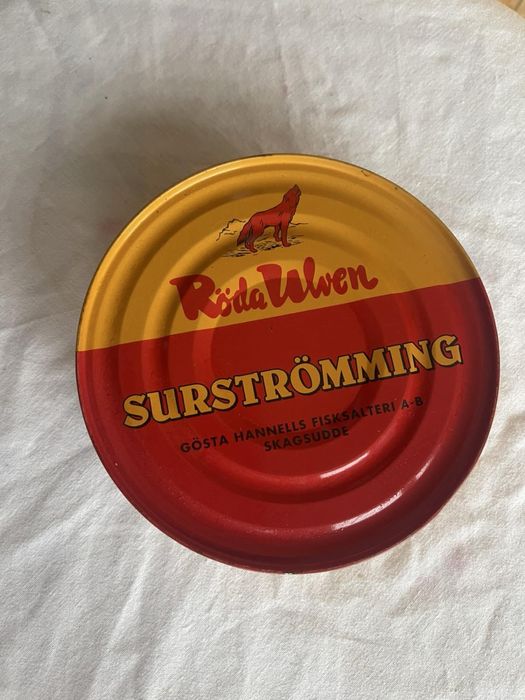 Röda Ulven
SURSTRÖMMING
GÖSTA HANNELLS FISKSALTERI A-B
SKAGSUDDE